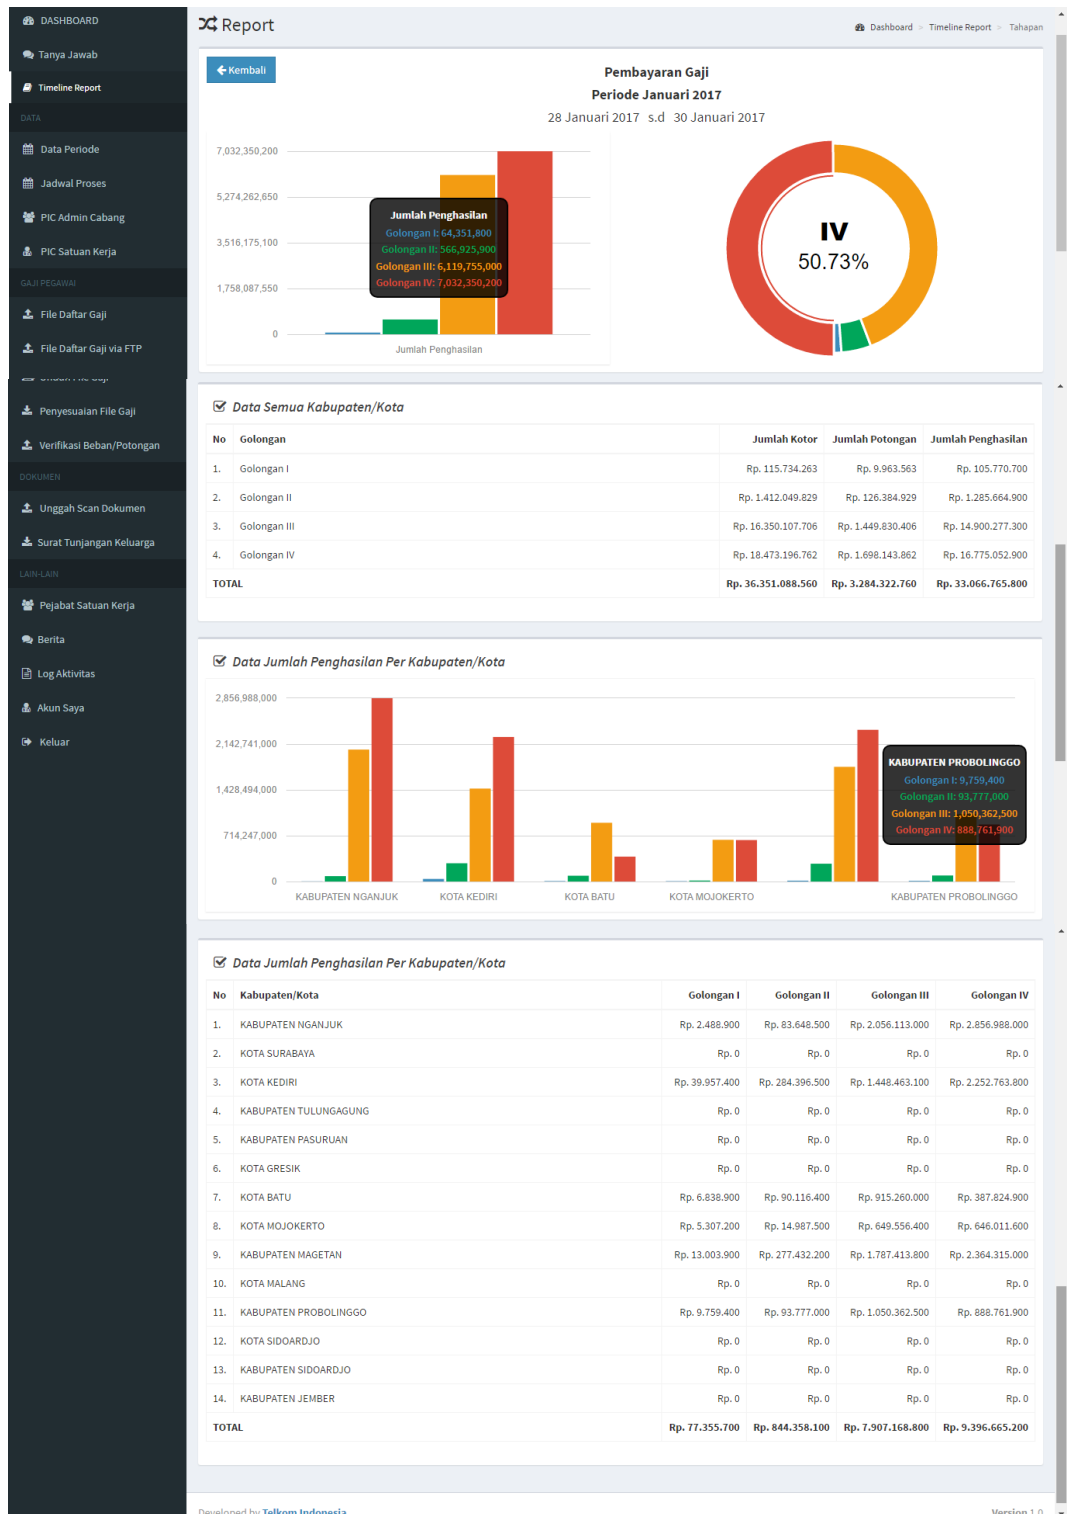 DASHBOARD
Tanya Jawab
Timeline Report
DATA
Data Periode
Jadwal Proses
PIC Admin Cabang
PIC Satuan Kerja
GAJI PEGAWAI
File Daftar Gaji
File Daftar Gaji via FTP
Penyesuaian File Gaji
Verifikasi Beban/Potongan
DOKUMEN
Unggah Scan Dokumen
Surat Tunjangan Keluarga
LAIN-LAIN
Pejabat Satuan Kerja
Berita
Log Aktivitas
Akun Saya
Keluar
Report
Dashboard > Timeline Report > Tahapan
Kembali
Pembayaran Gaji
Periode Januari 2017
28 Januari 2017 s.d 30 Januari 2017
7,032,350,200
5,274,262,650
3,516,175,100
1,758,087,550
0
Jumlah Penghasilan
Golongan I: 64,351,800
Golongan II: 566,925,900
Golongan III: 6,119,755,000
Golongan IV: 7,032,350,200
Jumlah Penghasilan
IV
50.73%
Data Semua Kabupaten/Kota
No Golongan Jumlah Kotor Jumlah Potongan Jumlah Penghasilan
1. Golongan I Rp. 115.734.263 Rp. 9.963.563 Rp. 105.770.700
2. Golongan II Rp. 1.412.049.829 Rp. 126.384.929 Rp. 1.285.664.900
3. Golongan III Rp. 16.350.107.706 Rp. 1.449.830.406 Rp. 14.900.277.300
4. Golongan IV Rp. 18.473.196.762 Rp. 1.698.143.862 Rp. 16.775.052.900
TOTAL Rp. 36.351.088.560 Rp. 3.284.322.760 Rp. 33.066.765.800
Data Jumlah Penghasilan Per Kabupaten/Kota
2,856,988,000
2,142,741,000
1,428,494,000
714,247,000
0
KABUPATEN PROBOLINGGO
Golongan I: 9,759,400
Golongan II: 93,777,000
Golongan III: 1,050,362,500
Golongan IV: 888,761,900
KABUPATEN NGANJUK KOTA KEDIRI KOTA BATU KOTA MOJOKERTO KABUPATEN PROBOLINGGO
Data Jumlah Penghasilan Per Kabupaten/Kota
No Kabupaten/Kota Golongan I Golongan II Golongan III Golongan IV
1. KABUPATEN NGANJUK Rp. 2.488.900 Rp. 83.648.500 Rp. 2.056.113.000 Rp. 2.856.988.000
2. KOTA SURABAYA Rp. 0 Rp. 0 Rp. 0 Rp. 0
3. KOTA KEDIRI Rp. 39.957.400 Rp. 284.396.500 Rp. 1.448.463.100 Rp. 2.252.763.800
4. KABUPATEN TULUNGAGUNG Rp. 0 Rp. 0 Rp. 0 Rp. 0
5. KABUPATEN PASURUAN Rp. 0 Rp. 0 Rp. 0 Rp. 0
6. KOTA GRESIK Rp. 0 Rp. 0 Rp. 0 Rp. 0
7. KOTA BATU Rp. 6.838.900 Rp. 90.116.400 Rp. 915.260.000 Rp. 387.824.900
8. KOTA MOJOKERTO Rp. 5.307.200 Rp. 14.987.500 Rp. 649.556.400 Rp. 646.011.600
9. KABUPATEN MAGETAN Rp. 13.003.900 Rp. 277.432.200 Rp. 1.787.413.800 Rp. 2.364.315.000
10. KOTA MALANG Rp. 0 Rp. 0 Rp. 0 Rp. 0
11. KABUPATEN PROBOLINGGO Rp. 9.759.400 Rp. 93.777.000 Rp. 1.050.362.500 Rp. 888.761.900
12. KOTA SIDOARDJO Rp. 0 Rp. 0 Rp. 0 Rp. 0
13. KABUPATEN SIDOARDJO Rp. 0 Rp. 0 Rp. 0 Rp. 0
14. KABUPATEN JEMBER Rp. 0 Rp. 0 Rp. 0 Rp. 0
TOTAL Rp. 77.355.700 Rp. 844.358.100 Rp. 7.907.168.800 Rp. 9.396.665.200
Developed by Telkom Indonesia Version 1.0